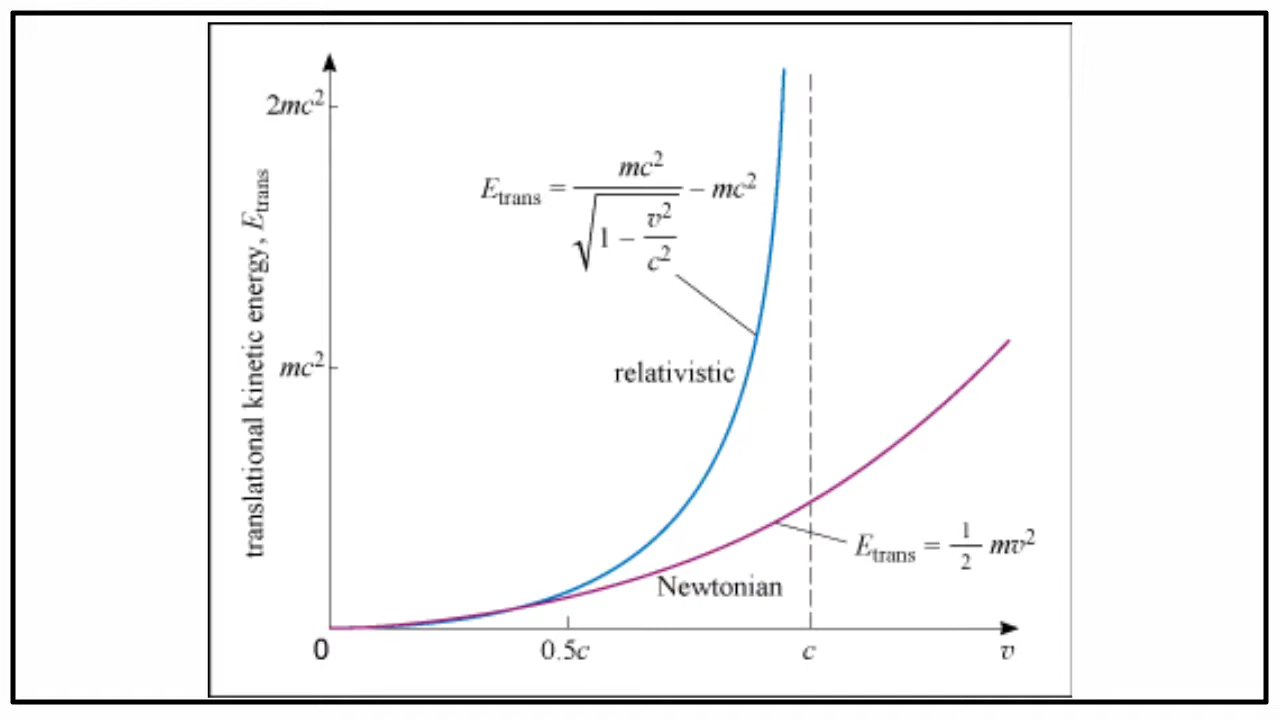 2mc²
E_trans = mc² / √(1 – v²/c²) – mc²
translational kinetic energy, E_trans
mc²
relativistic
E_trans = 1/2 mv²
Newtonian
0
0.5c
c
v